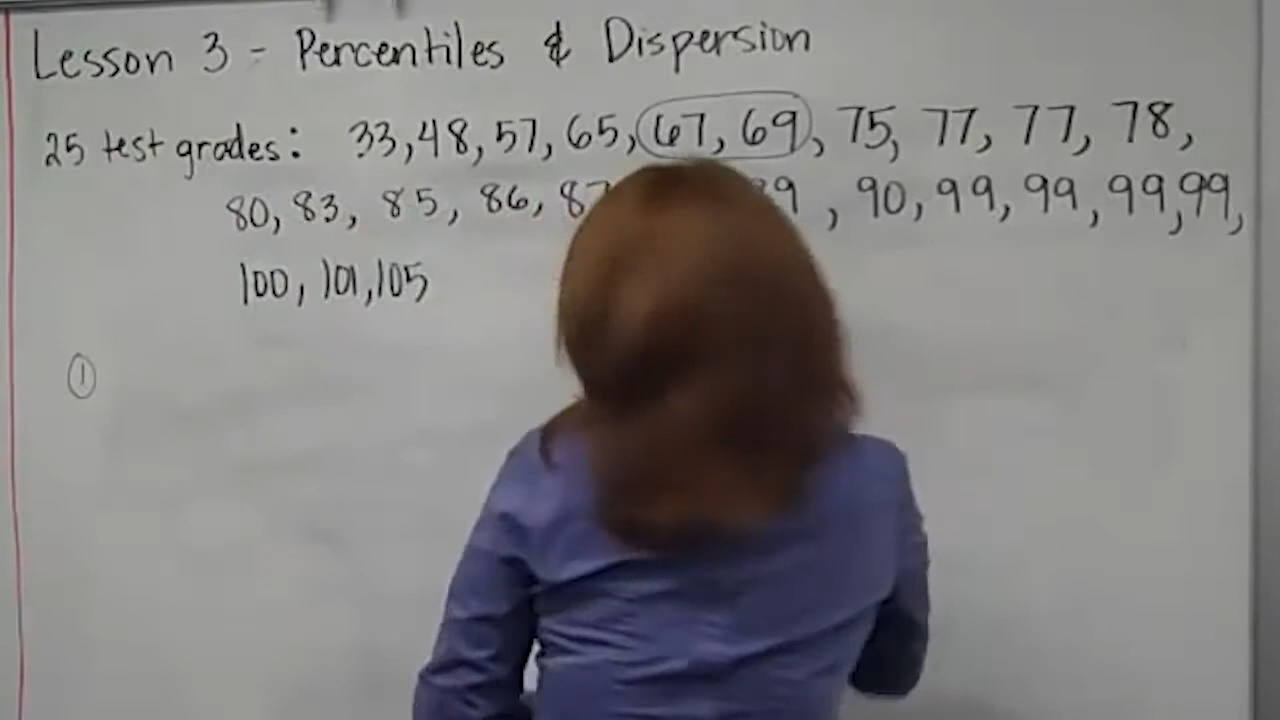 Lesson 3 - Percentiles & Dispersion
25 test grades: 33, 48, 57, 65, 67, 69, 75, 77, 77, 78,
80, 83, 85, 86, , 90, 99, 99, 99, 99,
100, 101, 105
1